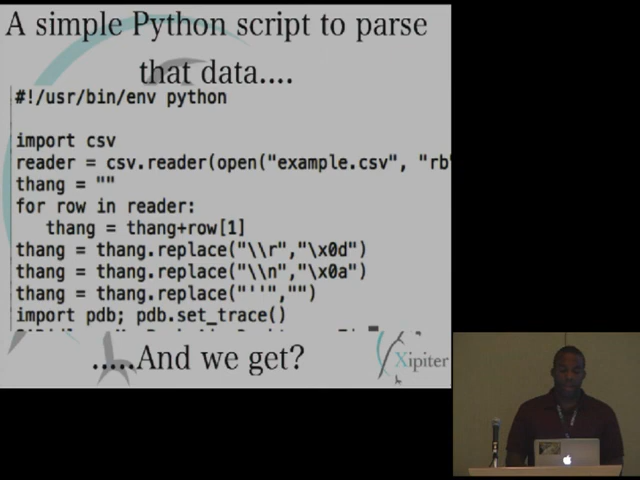 A simple Python script to parse
that data....
#!/usr/bin/env python
import csv
reader = csv.reader(open("example.csv", "rb"
thang = ""
for row in reader:
thang = thang+row[1]
thang = thang.replace("\\r","\x0d")
thang = thang.replace("\\n","\x0a")
thang = thang.replace("''","")
import pdb; pdb.set_trace()
.....And we get?
Xipiter